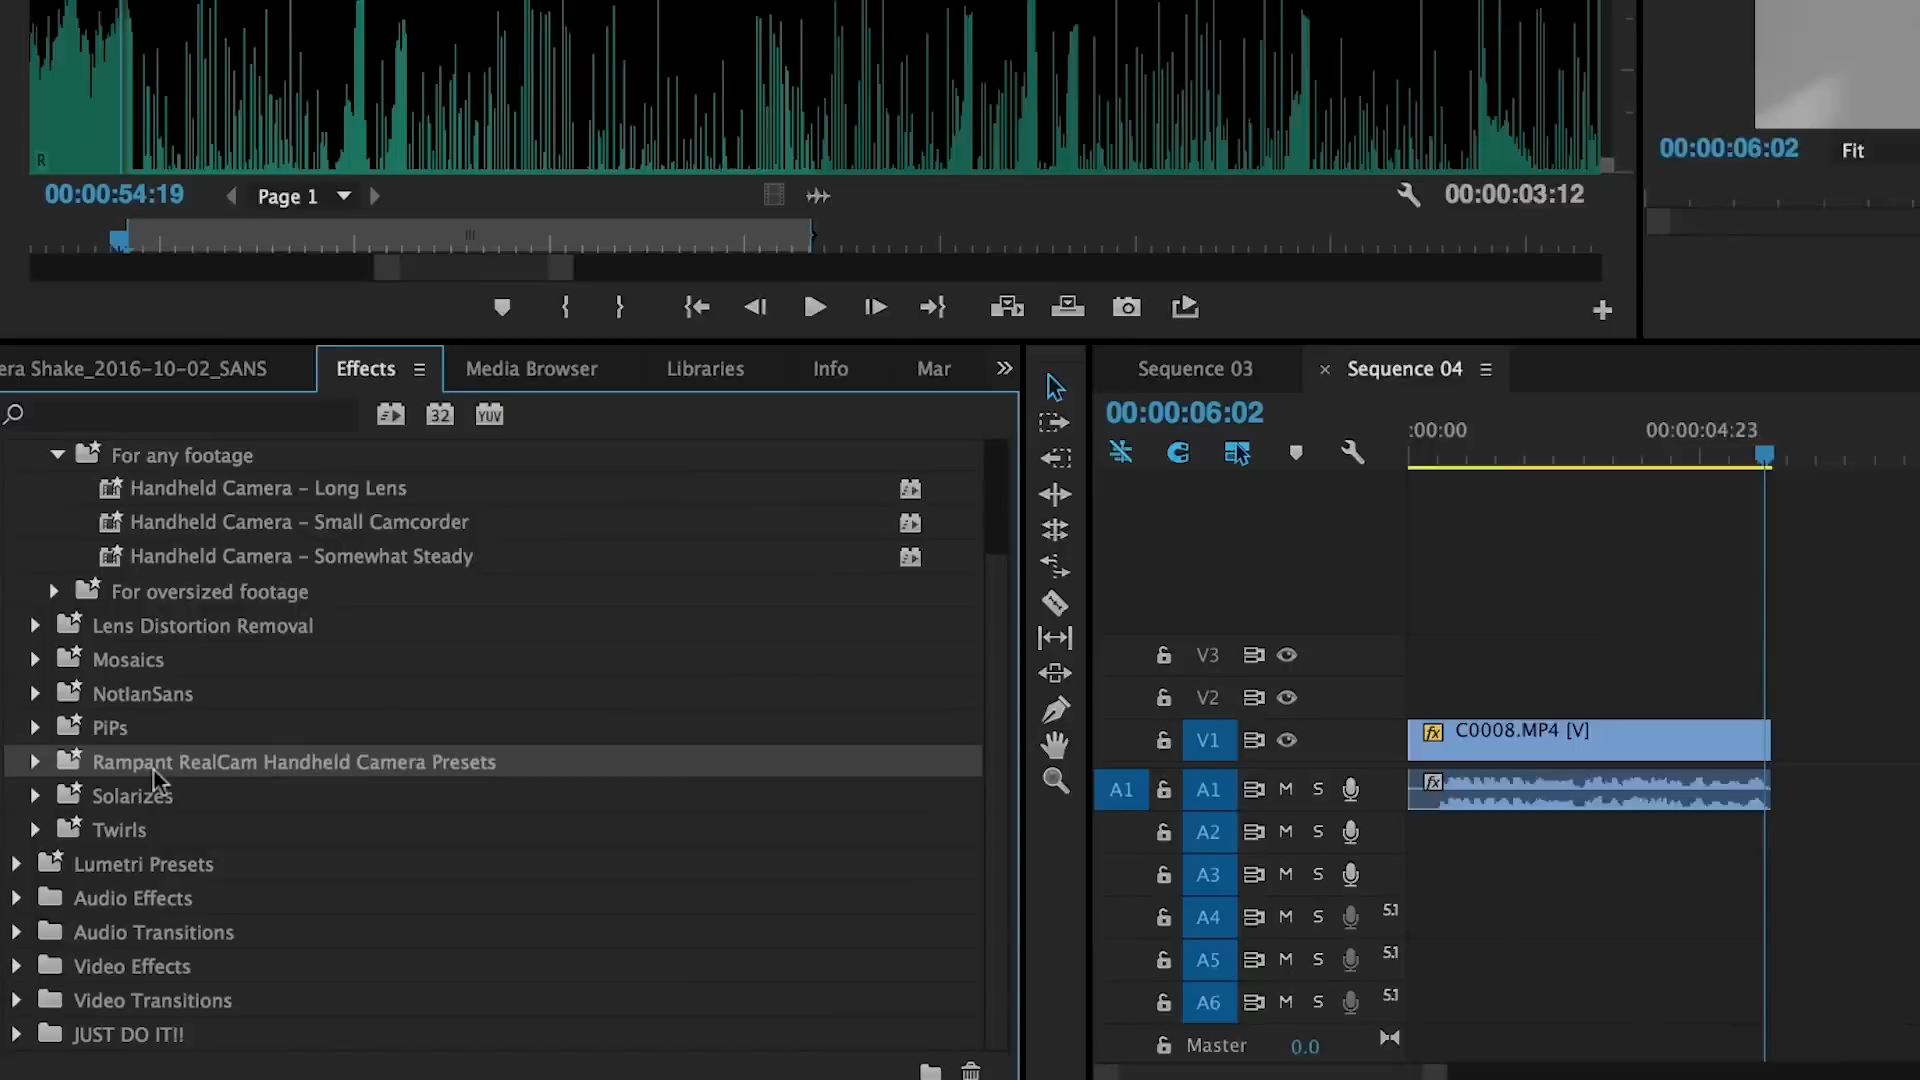 R
00:00:54:19
Page 1
00:00:03:12
00:00:06:02
Fit
era Shake_2016-10-02_SANS
Effects
Media Browser
Libraries
Info
Mar
32
YUV
For any footage
Handheld Camera – Long Lens
Handheld Camera – Small Camcorder
Handheld Camera – Somewhat Steady
For oversized footage
Lens Distortion Removal
Mosaics
NotIanSans
PiPs
Rampant RealCam Handheld Camera Presets
Solarizes
Twirls
Lumetri Presets
Audio Effects
Audio Transitions
Video Effects
Video Transitions
JUST DO IT!!
Sequence 03
× Sequence 04
00:00:06:02
:00:00
00:00:04:23
V3
V2
V1
fx C0008.MP4 [V]
A1 A1 M S
fx
A2 M S
A3 M S
A4 M S 5.1
A5 M S 5.1
A6 M S 5.1
Master 0.0